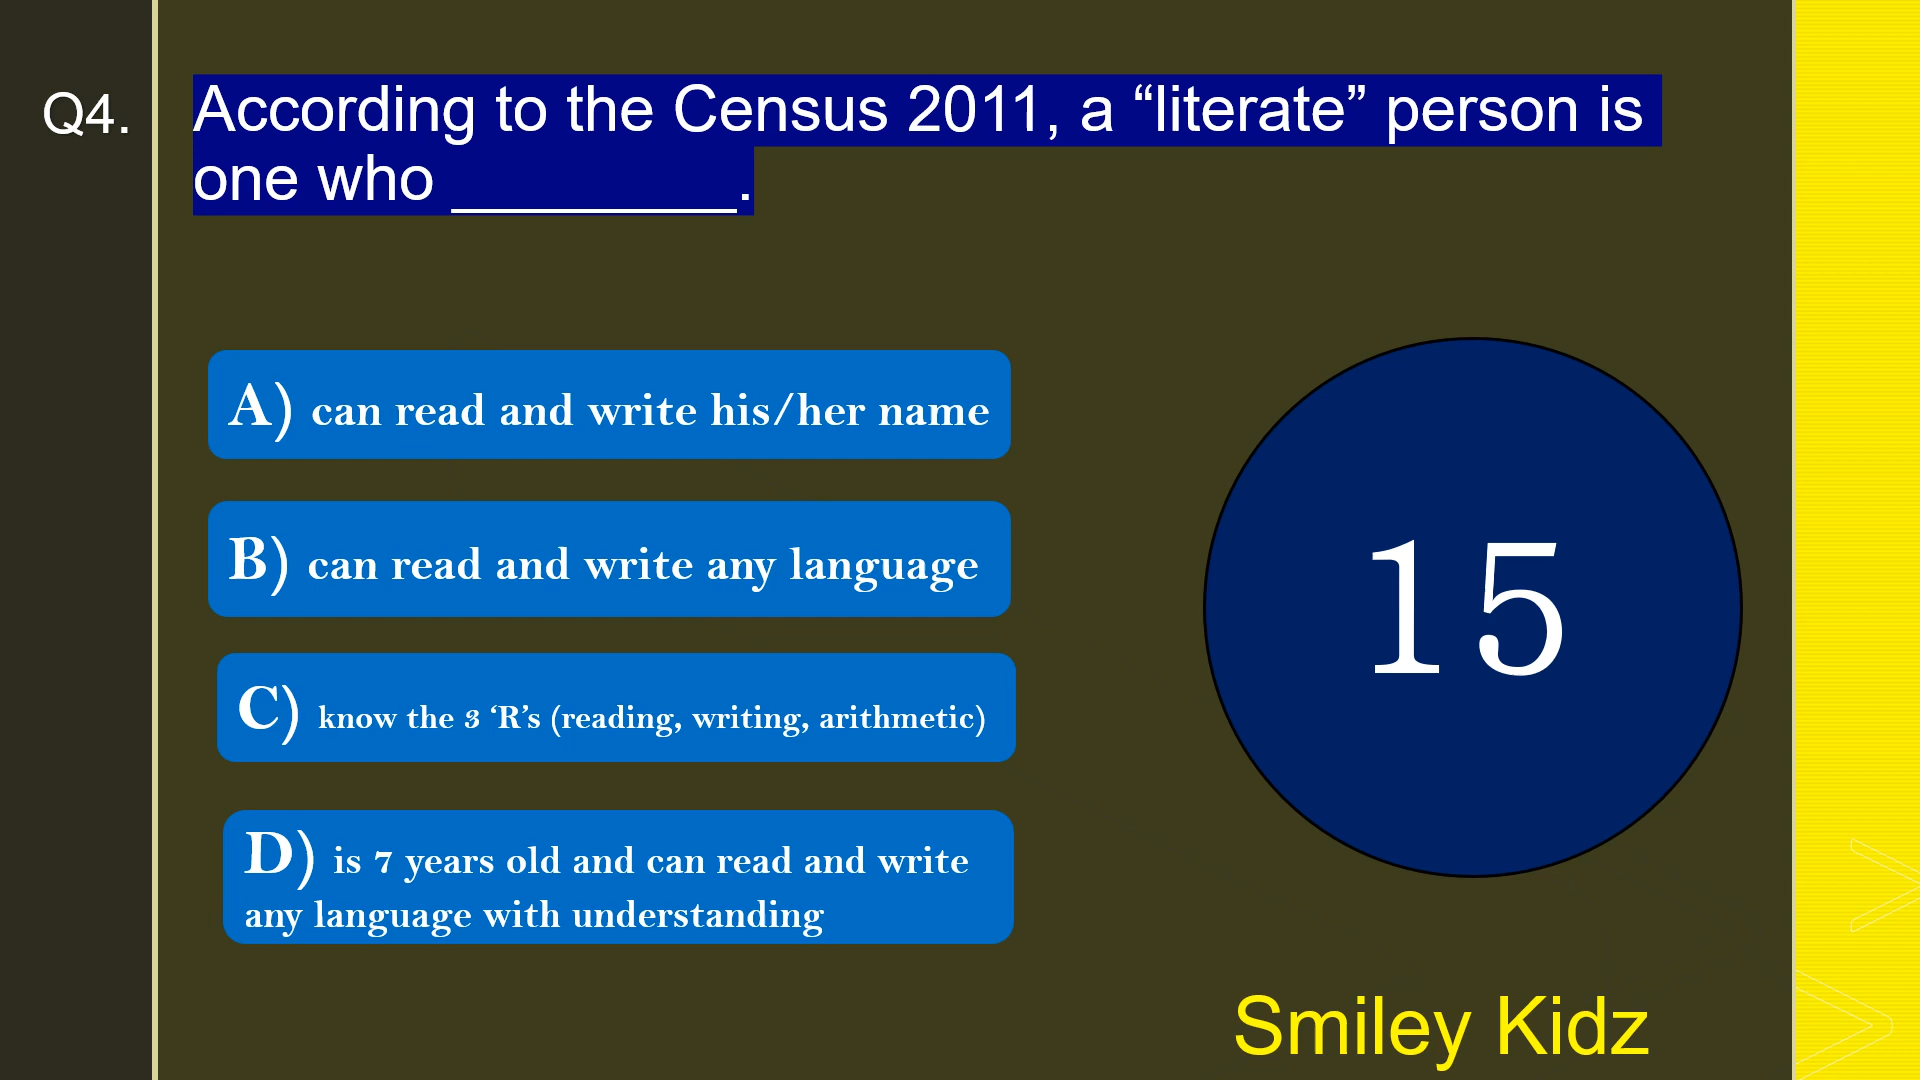 Q4.
According to the Census 2011, a “literate” person is
one who ________.
A) can read and write his/her name
B) can read and write any language
C) know the 3 ‘R’s (reading, writing, arithmetic)
D) is 7 years old and can read and write
any language with understanding
15
Smiley Kidz